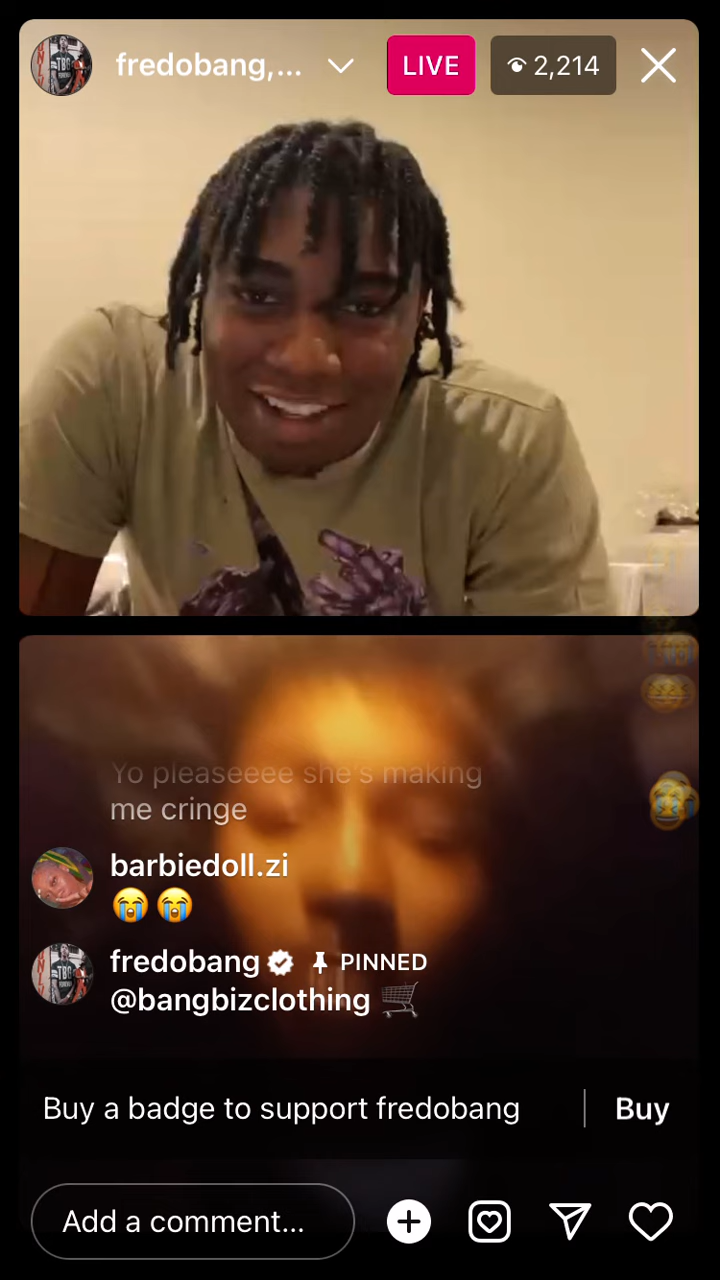 fredobang,...
LIVE
2,214
Yo pleaseeee she's making
me cringe
barbiedoll.zi
😭😭
fredobang PINNED
@bangbizclothing 🛒
Buy a badge to support fredobang
Buy
Add a comment...